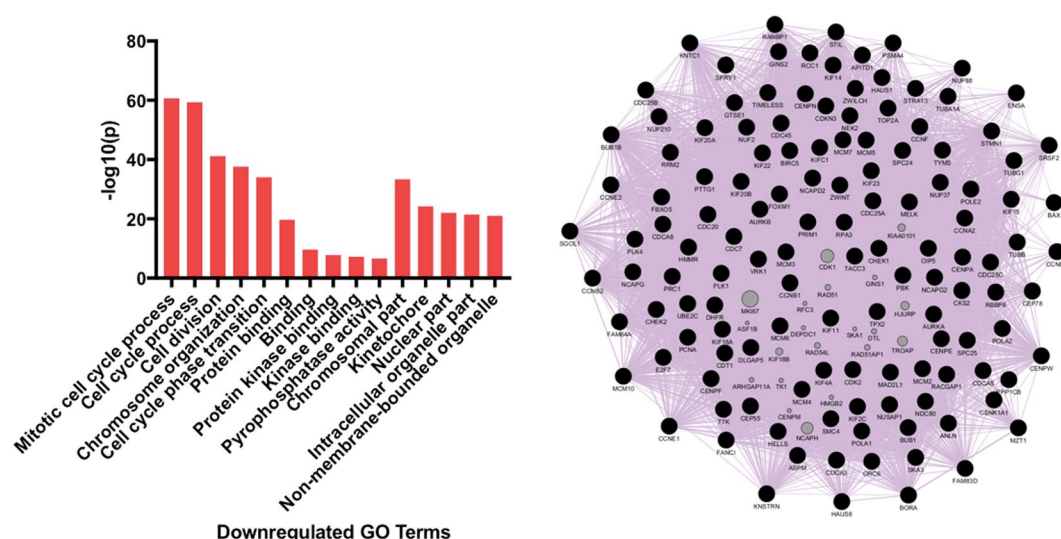 80
60
40
20
0
-log10(p)
Mitotic cell cycle process
Cell cycle process
Cell division
Chromosome organization
Cell cycle phase transition
Protein binding
Binding
Protein kinase binding
Kinase binding
Pyrophosphatase activity
Chromosomal part
Kinetochore
Nuclear part
Intracellular organelle part
Non-membrane-bounded organelle
Downregulated GO Terms
RANBP1
STIL
KNTC1
GINS2
RCC1
APITD1
PSMA4
SPRY1
KIF14
HAUS1
NUP88
CDC25B
GTSE1
TIMELESS
CENPN
ZWILCH
STRA13
TUBA1A
ENSA
NUP210
CDKN3
TOP2A
BUB1B
KIF20A
NUF2
CDC45
NEK2
CCNF
STMN1
SRSF2
RRM2
KIF22
BIRC5
KIFC1
MCM7
MCM5
SPC24
TYMS
TUBG1
CCNE2
PTTG1
KIF20B
NCAPD2
ZWINT
KIF23
NUP37
POLE2
FBXO5
FOXM1
KIF15
BAX
CDC20
AURKB
CDC25A
MELK
CDCA8
PRIM1
RPA3
KIAA0101
CCNA2
SGOL1
PLK4
HMMR
CDC7
TUBB
VRK1
MCM3
CDK1
TACC3
CHEK1
OIP5
CENPA
CDC25C
NCAPG
PRC1
PLK1
CCNB1
RAD51
GINS1
PBK
NCAPG2
CKS2
RBBP8
CEP78
CCNB2
CHEK2
UBE2C
DHFR
MKI67
RFC3
HJURP
FAM64A
KIF18A
ASF1B
MCM6
DEPDC1
KIF11
SKA1
TPX2
DTL
AURKA
POLA2
PCNA
CDT1
DLGAP5
KIF18B
RAD54L
RAD51AP1
TROAP
CENPE
SPC25
CENPW
E2F7
MCM10
CENPF
ARHGAP11A
TK1
KIF4A
CDK2
MAD2L1
MCM2
RACGAP1
CDCA5
PPP1CB
MCM4
HMGB2
CSNK1A1
TTK
CEP55
CENPM
SMC4
KIF2C
NUSAP1
NDC80
CCNE1
FANCI
HELLS
NCAPH
POLA1
BUB1
ANLN
MZT1
ASPM
CDCA3
ORC6
SKA3
FAM83D
KNSTRN
HAUS8
BORA